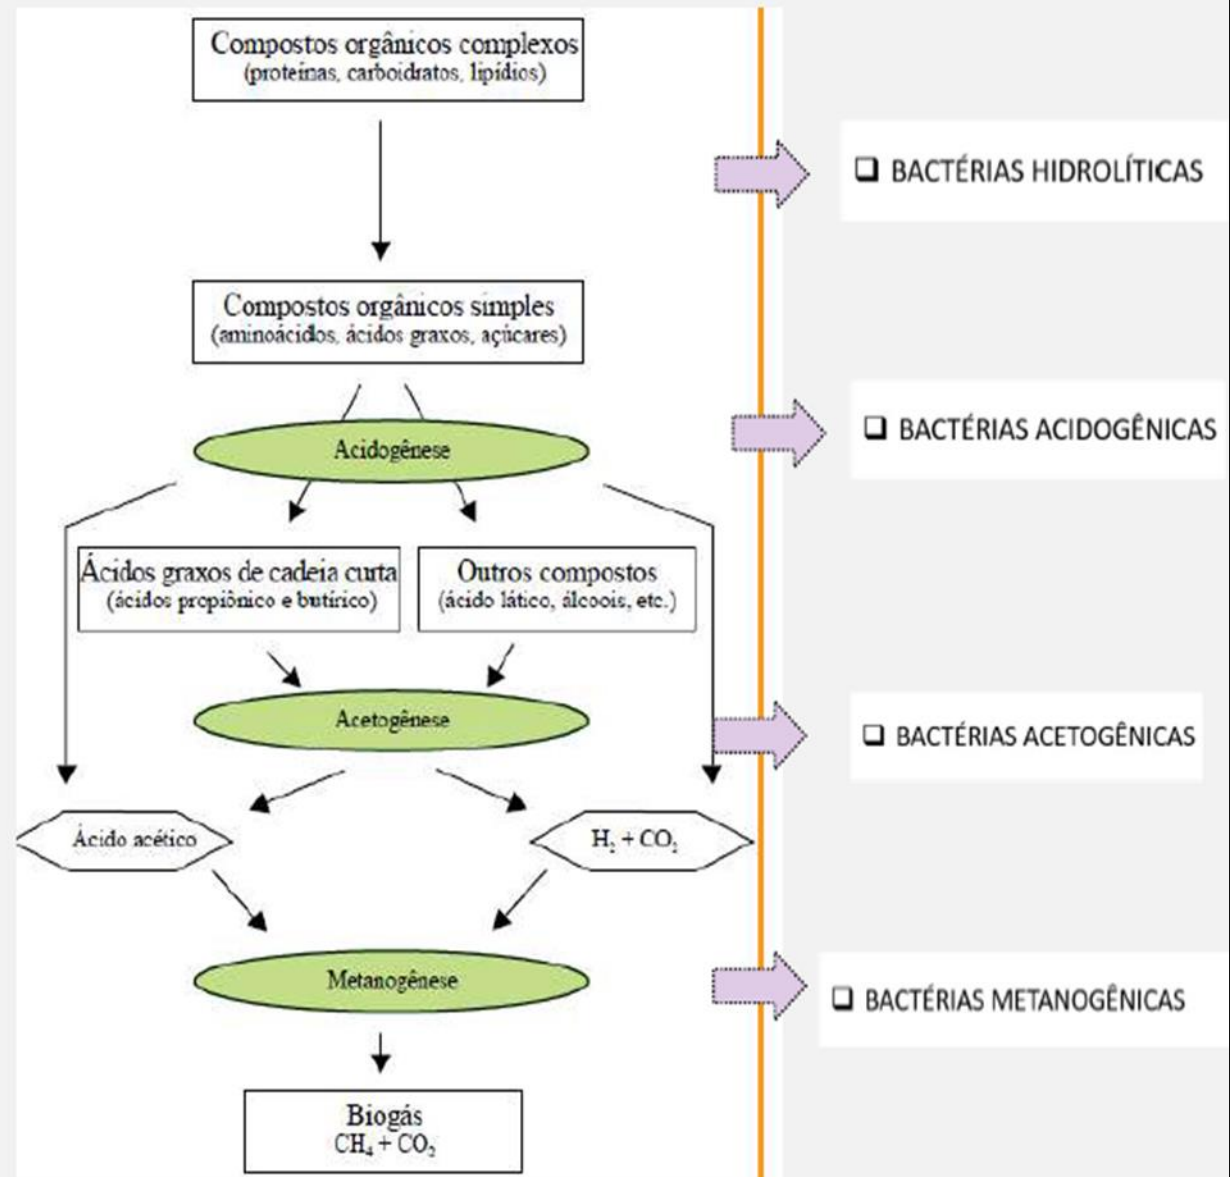 Compostos orgânicos complexos
(proteínas, carboidratos, lipídios)
❑ BACTÉRIAS HIDROLÍTICAS
Compostos orgânicos simples
(aminoácidos, ácidos graxos, açúcares)
Acidogênese
❑ BACTÉRIAS ACIDOGÊNICAS
Ácidos graxos de cadeia curta
(ácidos propiônico e butírico)
Outros compostos
(ácido lático, álcoois, etc.)
Acetogênese
❑ BACTÉRIAS ACETOGÊNICAS
Ácido acético
H₂ + CO₂
Metanogênese
❑ BACTÉRIAS METANOGÊNICAS
Biogás
CH₄ + CO₂